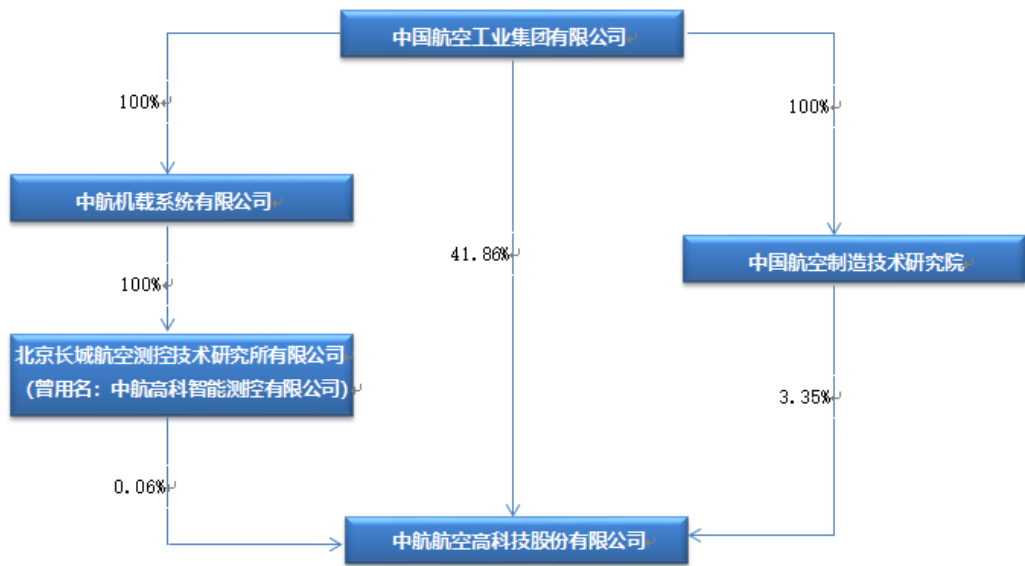 中国航空工业集团有限公司
100%
100%
中航机载系统有限公司
41.86%
中国航空制造技术研究院
100%
北京长城航空测控技术研究所有限公司
（曾用名：中航高科智能测控有限公司）
3.35%
0.06%
中航航空高科技股份有限公司